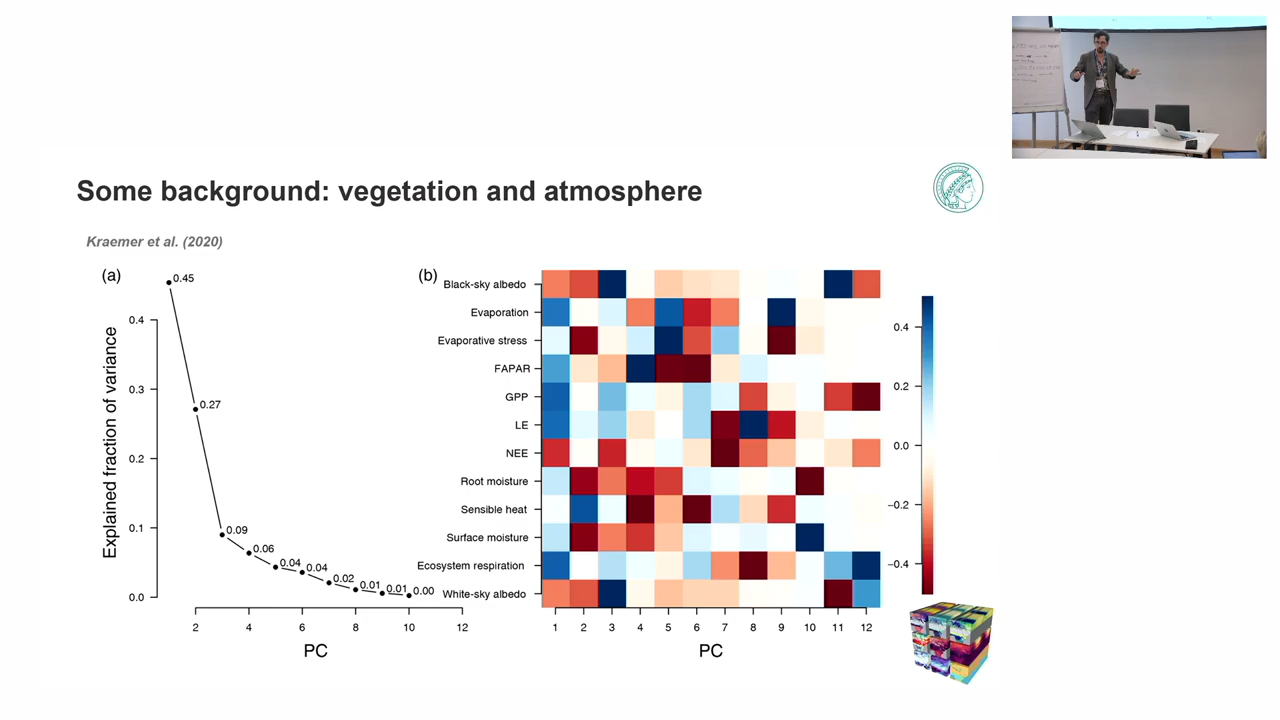 Some background: vegetation and atmosphere
Kraemer et al. (2020)
(a)
Explained fraction of variance
0.4
0.3
0.2
0.1
0.0
0.45
0.27
0.09
0.06
0.04
0.04
0.02
0.01
0.01
0.00
2 4 6 8 10 12
PC
(b)
Black-sky albedo
Evaporation
Evaporative stress
FAPAR
GPP
LE
NEE
Root moisture
Sensible heat
Surface moisture
Ecosystem respiration
White-sky albedo
1 2 3 4 5 6 7 8 9 10 11 12
PC
0.4
0.2
0.0
−0.2
−0.4